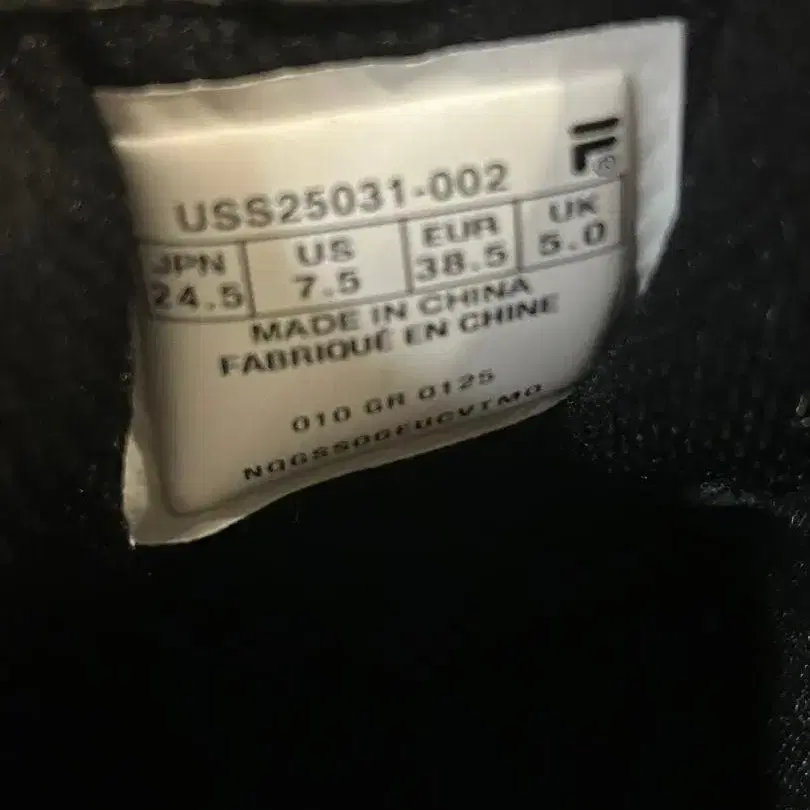 USS25031-002
JPN US EUR UK
24.5 7.5 38.5 5.0
MADE IN CHINA
FABRIQUÉ EN CHINE
010 GR 0125